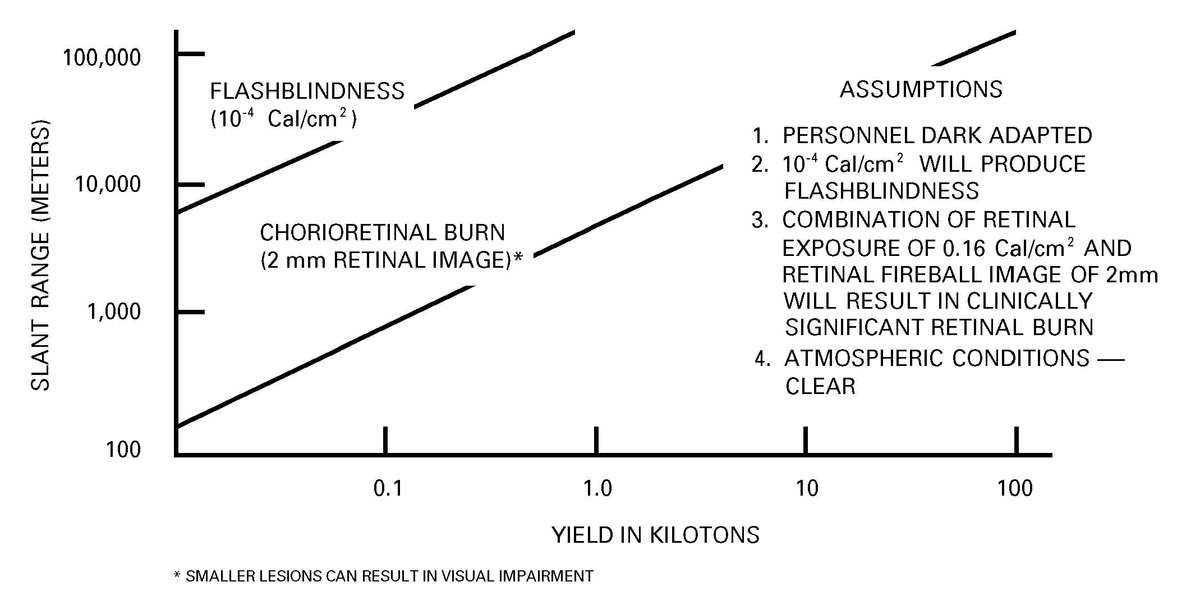 100,000
10,000
1,000
100
SLANT RANGE (METERS)
FLASHBLINDNESS
(10⁻⁴ Cal/cm²)
CHORIORETINAL BURN
(2 mm RETINAL IMAGE)*
ASSUMPTIONS
1. PERSONNEL DARK ADAPTED
2. 10⁻⁴ Cal/cm² WILL PRODUCE
FLASHBLINDNESS
3. COMBINATION OF RETINAL
EXPOSURE OF 0.16 Cal/cm² AND
RETINAL FIREBALL IMAGE OF 2mm
WILL RESULT IN CLINICALLY
SIGNIFICANT RETINAL BURN
4. ATMOSPHERIC CONDITIONS —
CLEAR
0.1 1.0 10 100
YIELD IN KILOTONS
* SMALLER LESIONS CAN RESULT IN VISUAL IMPAIRMENT